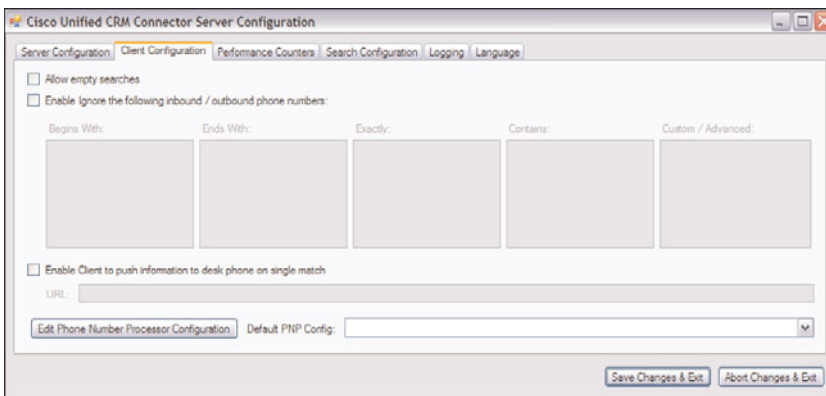 Cisco Unified CRM Connector Server Configuration
Server Configuration Client Configuration Performance Counters Search Configuration Logging Language
Allow empty searches
Enable Ignore the following inbound / outbound phone numbers:
Begins With: Ends With: Exactly: Contains: Custom / Advanced:
Enable Client to push information to desk phone on single match
URL:
Edit Phone Number Processor Configuration Default PNP Config:
Save Changes & Exit Abort Changes & Exit